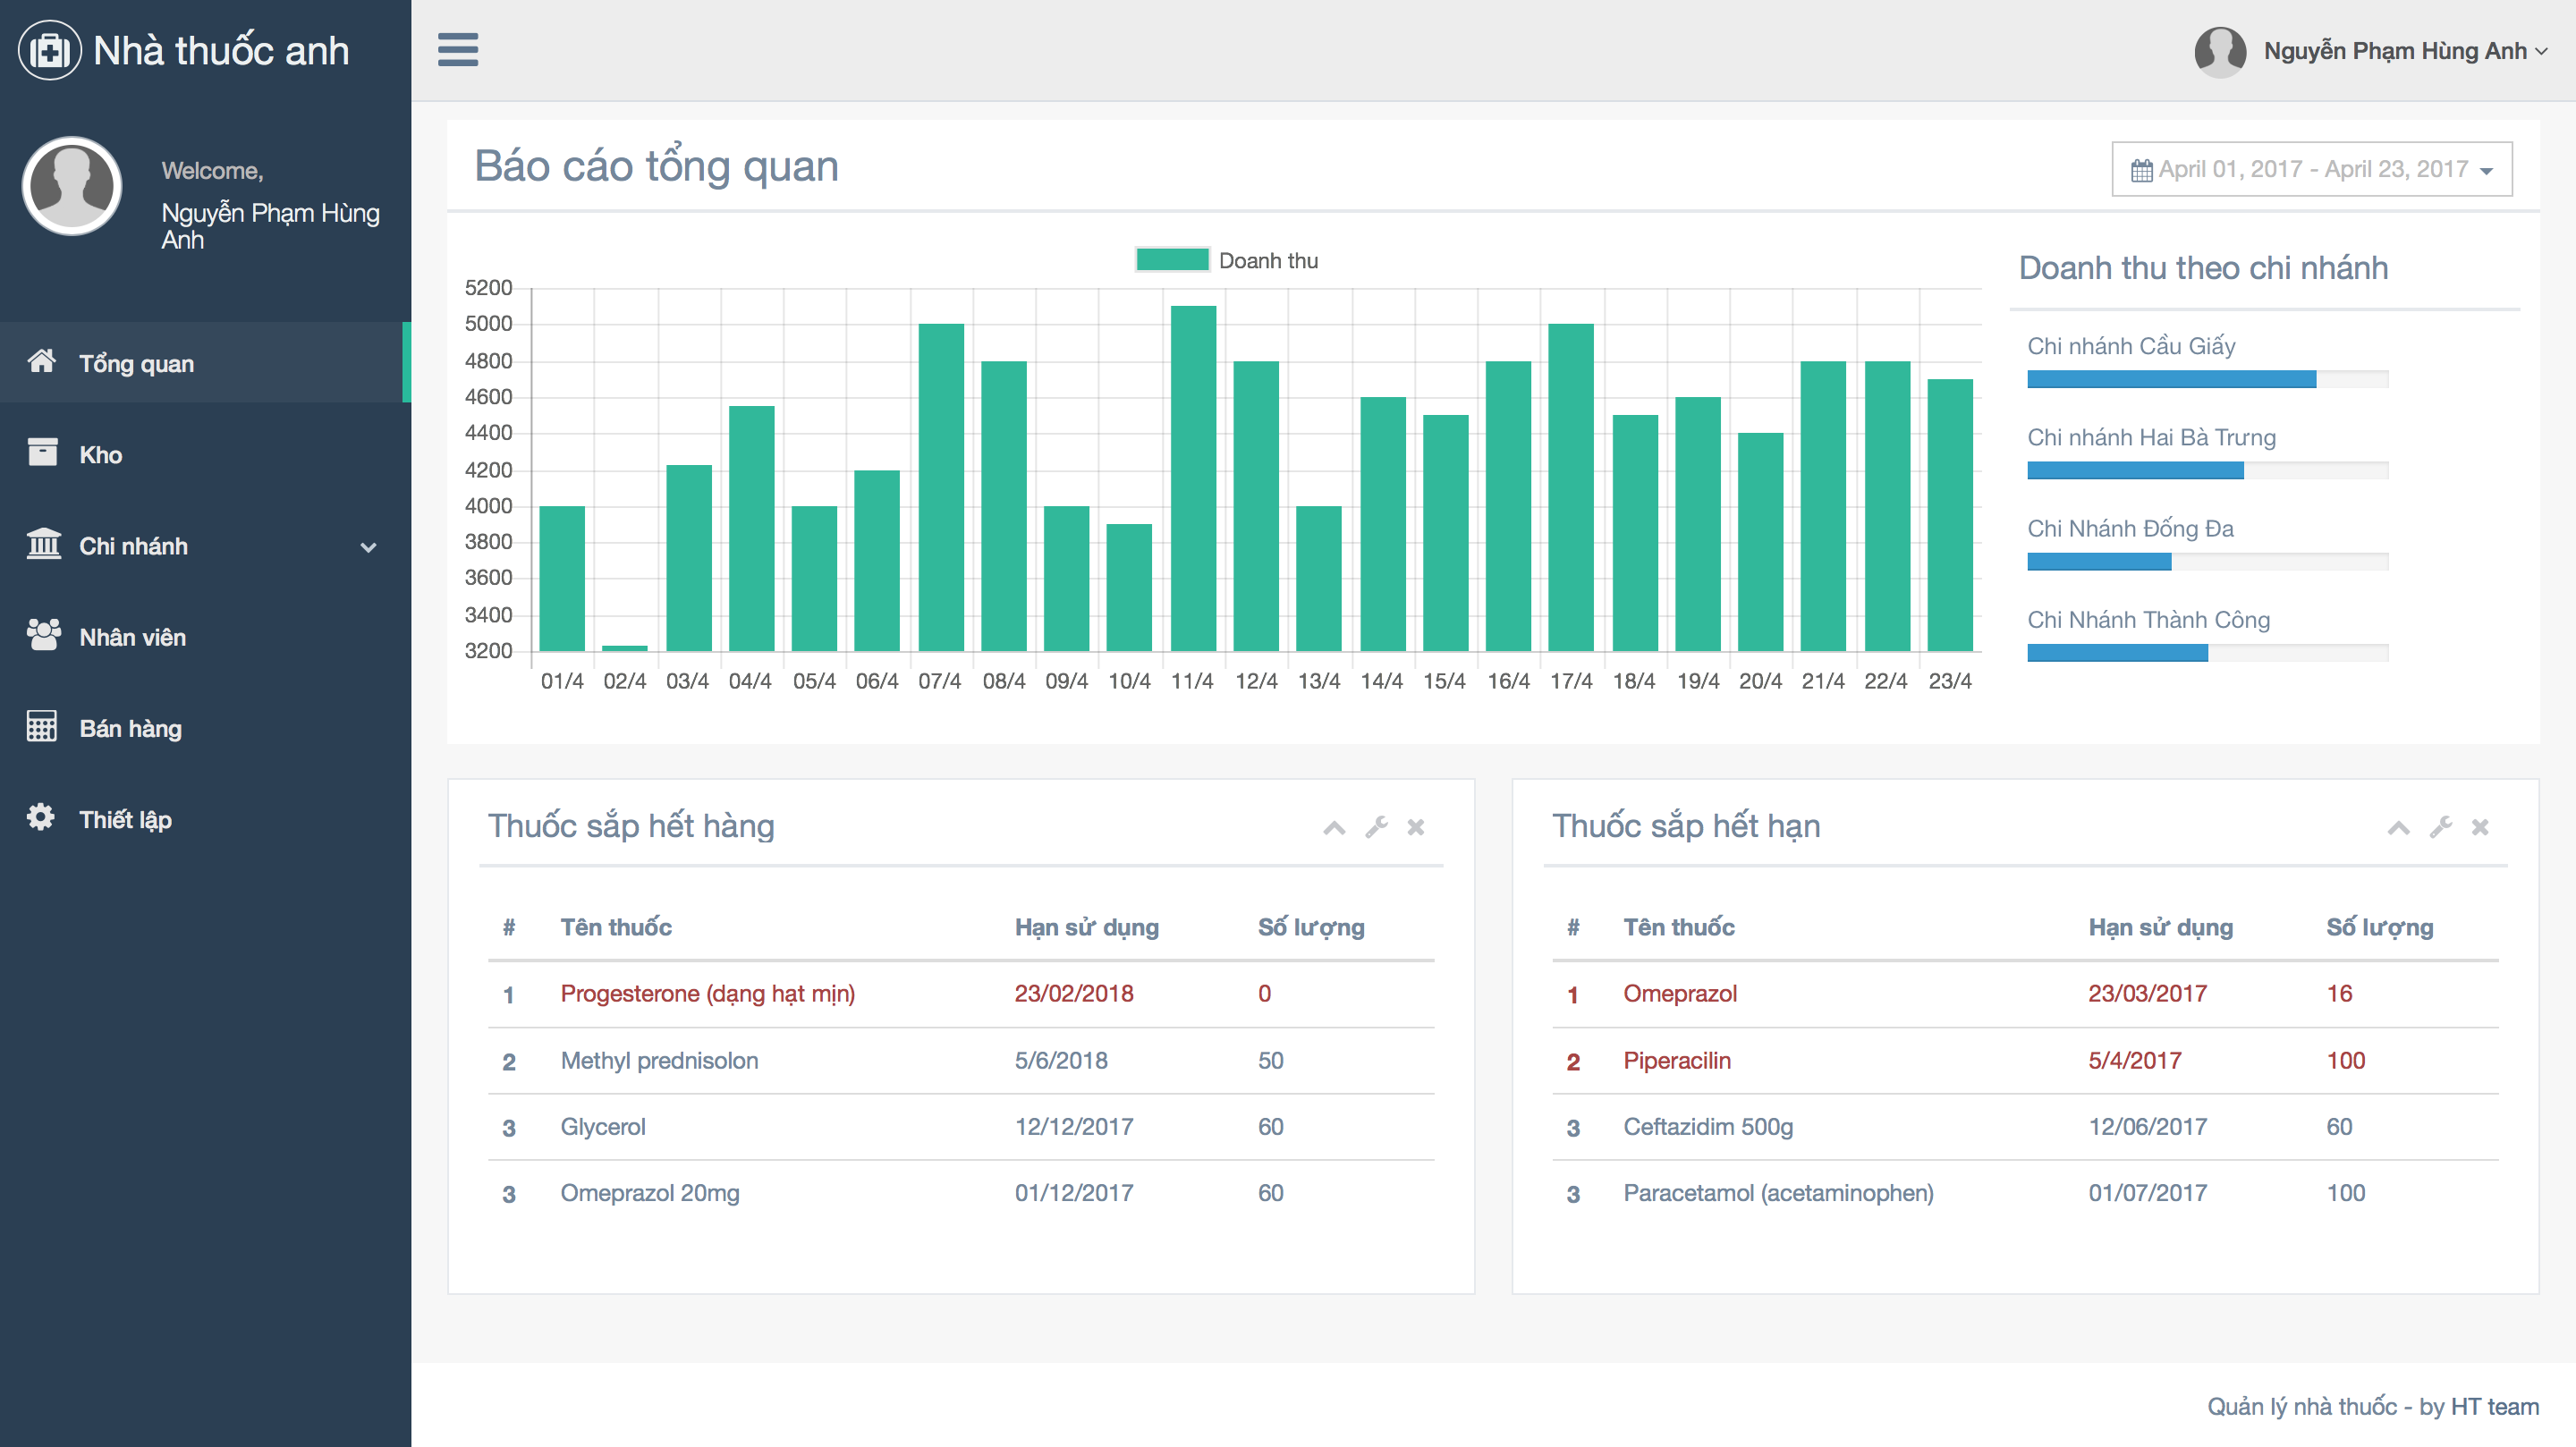 Nhà thuốc anh
Nguyễn Phạm Hùng Anh
Welcome,
Nguyễn Phạm Hùng
Anh
Tổng quan
Kho
Chi nhánh
Nhân viên
Bán hàng
Thiết lập
Báo cáo tổng quan
April 01, 2017 - April 23, 2017
Doanh thu
5200
5000
4800
4600
4400
4200
4000
3800
3600
3400
3200
01/4 02/4 03/4 04/4 05/4 06/4 07/4 08/4 09/4 10/4 11/4 12/4 13/4 14/4 15/4 16/4 17/4 18/4 19/4 20/4 21/4 22/4 23/4
Doanh thu theo chi nhánh
Chi nhánh Cầu Giấy
Chi nhánh Hai Bà Trưng
Chi Nhánh Đống Đa
Chi Nhánh Thành Công
Thuốc sắp hết hàng
# Tên thuốc Hạn sử dụng Số lượng
1 Progesterone (dạng hạt mịn) 23/02/2018 0
2 Methyl prednisolon 5/6/2018 50
3 Glycerol 12/12/2017 60
3 Omeprazol 20mg 01/12/2017 60
Thuốc sắp hết hạn
# Tên thuốc Hạn sử dụng Số lượng
1 Omeprazol 23/03/2017 16
2 Piperacilin 5/4/2017 100
3 Ceftazidim 500g 12/06/2017 60
3 Paracetamol (acetaminophen) 01/07/2017 100
Quản lý nhà thuốc - by HT team